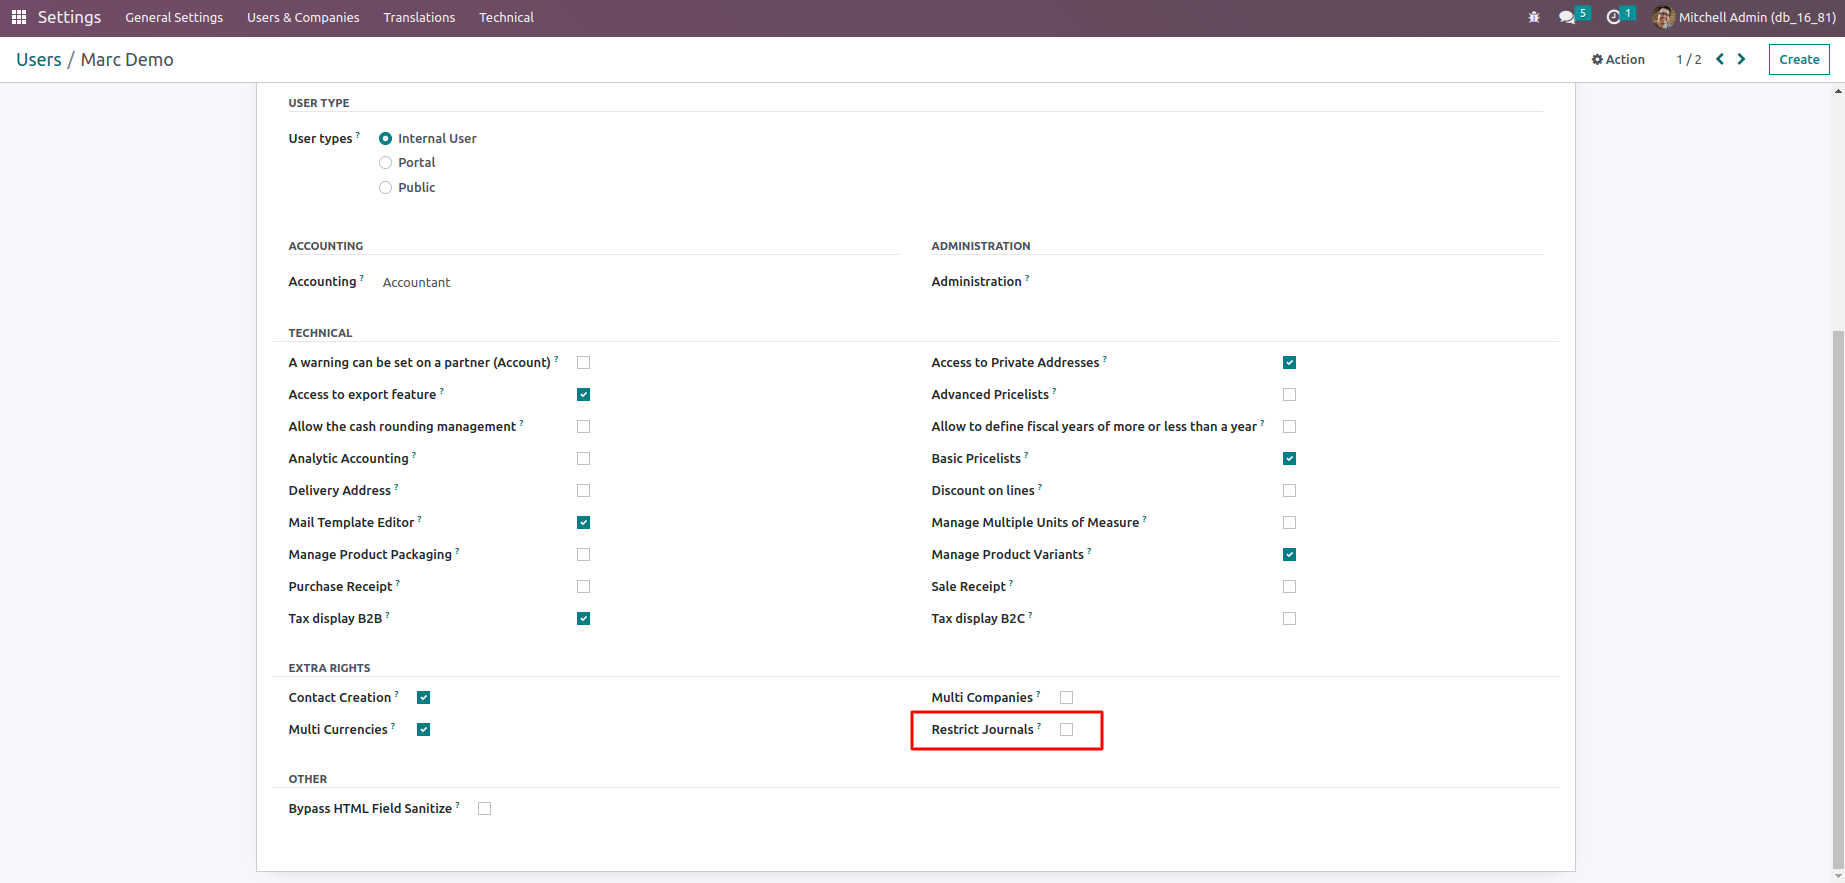 Settings General Settings Users & Companies Translations Technical 5 1 Mitchell Admin (db_16_81)
Users / Marc Demo Action 1 / 2 Create
USER TYPE
User types ? Internal User
Portal
Public
ACCOUNTING ADMINISTRATION
Accounting ? Accountant Administration ?
TECHNICAL
A warning can be set on a partner (Account) ? Access to Private Addresses ?
Access to export feature ? Advanced Pricelists ?
Allow the cash rounding management ? Allow to define fiscal years of more or less than a year ?
Analytic Accounting ? Basic Pricelists ?
Delivery Address ? Discount on lines ?
Mail Template Editor ? Manage Multiple Units of Measure ?
Manage Product Packaging ? Manage Product Variants ?
Purchase Receipt ? Sale Receipt ?
Tax display B2B ? Tax display B2C ?
EXTRA RIGHTS
Contact Creation ? Multi Companies ?
Multi Currencies ? Restrict Journals ?
OTHER
Bypass HTML Field Sanitize ?